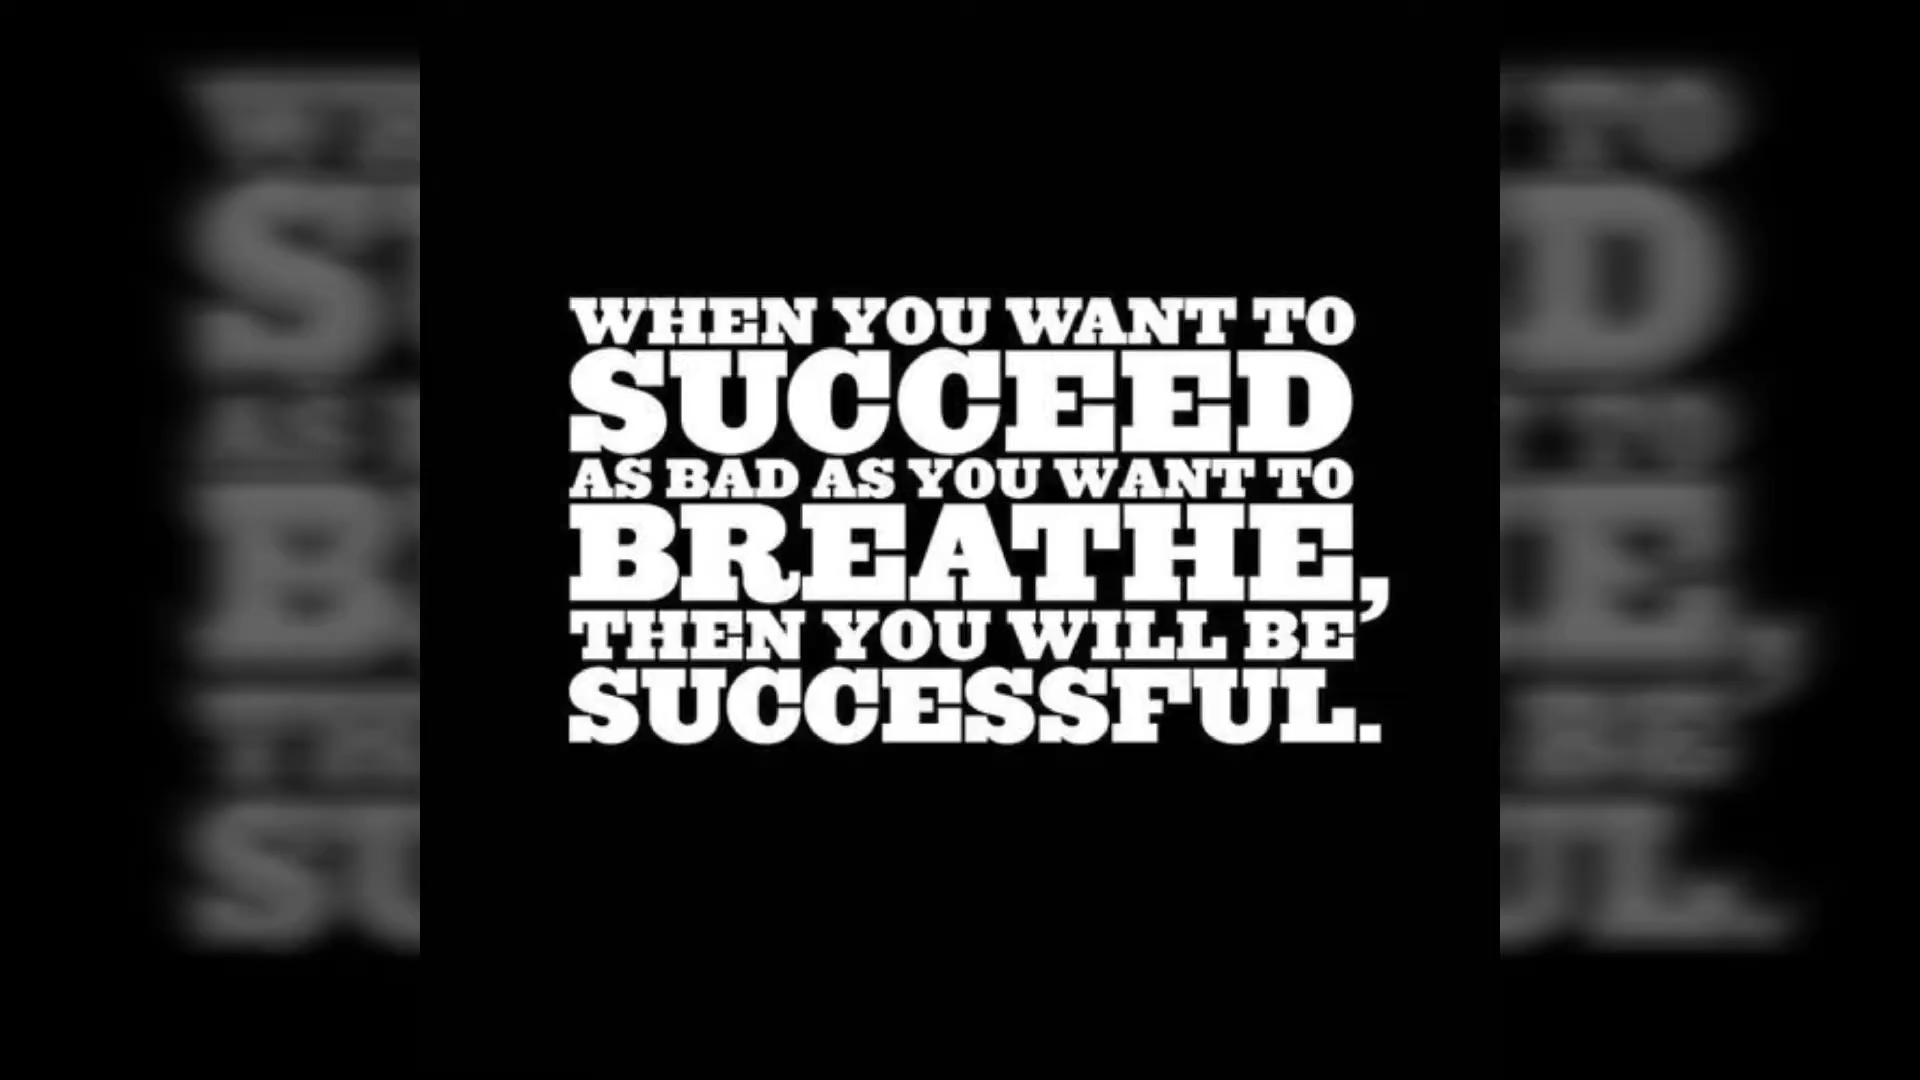 WHEN YOU WANT TO
SUCCEED
AS BAD AS YOU WANT TO
BREATHE,
THEN YOU WILL BE
SUCCESSFUL.